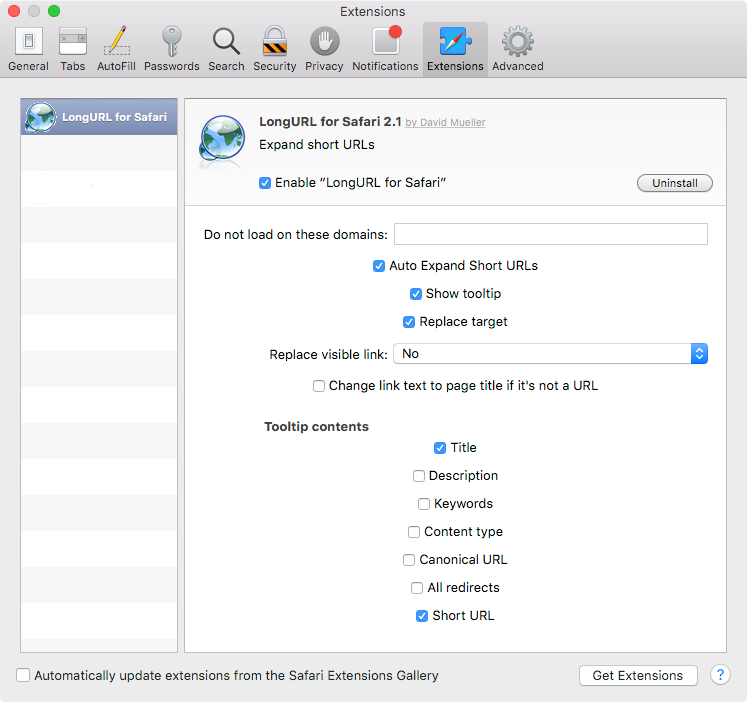 Extensions
General Tabs AutoFill Passwords Search Security Privacy Notifications Extensions Advanced
LongURL for Safari
LongURL for Safari 2.1 by David Mueller
Expand short URLs
Enable “LongURL for Safari” Uninstall
Do not load on these domains:
Auto Expand Short URLs
Show tooltip
Replace target
Replace visible link: No
Change link text to page title if it's not a URL
Tooltip contents
Title
Description
Keywords
Content type
Canonical URL
All redirects
Short URL
Automatically update extensions from the Safari Extensions Gallery Get Extensions ?